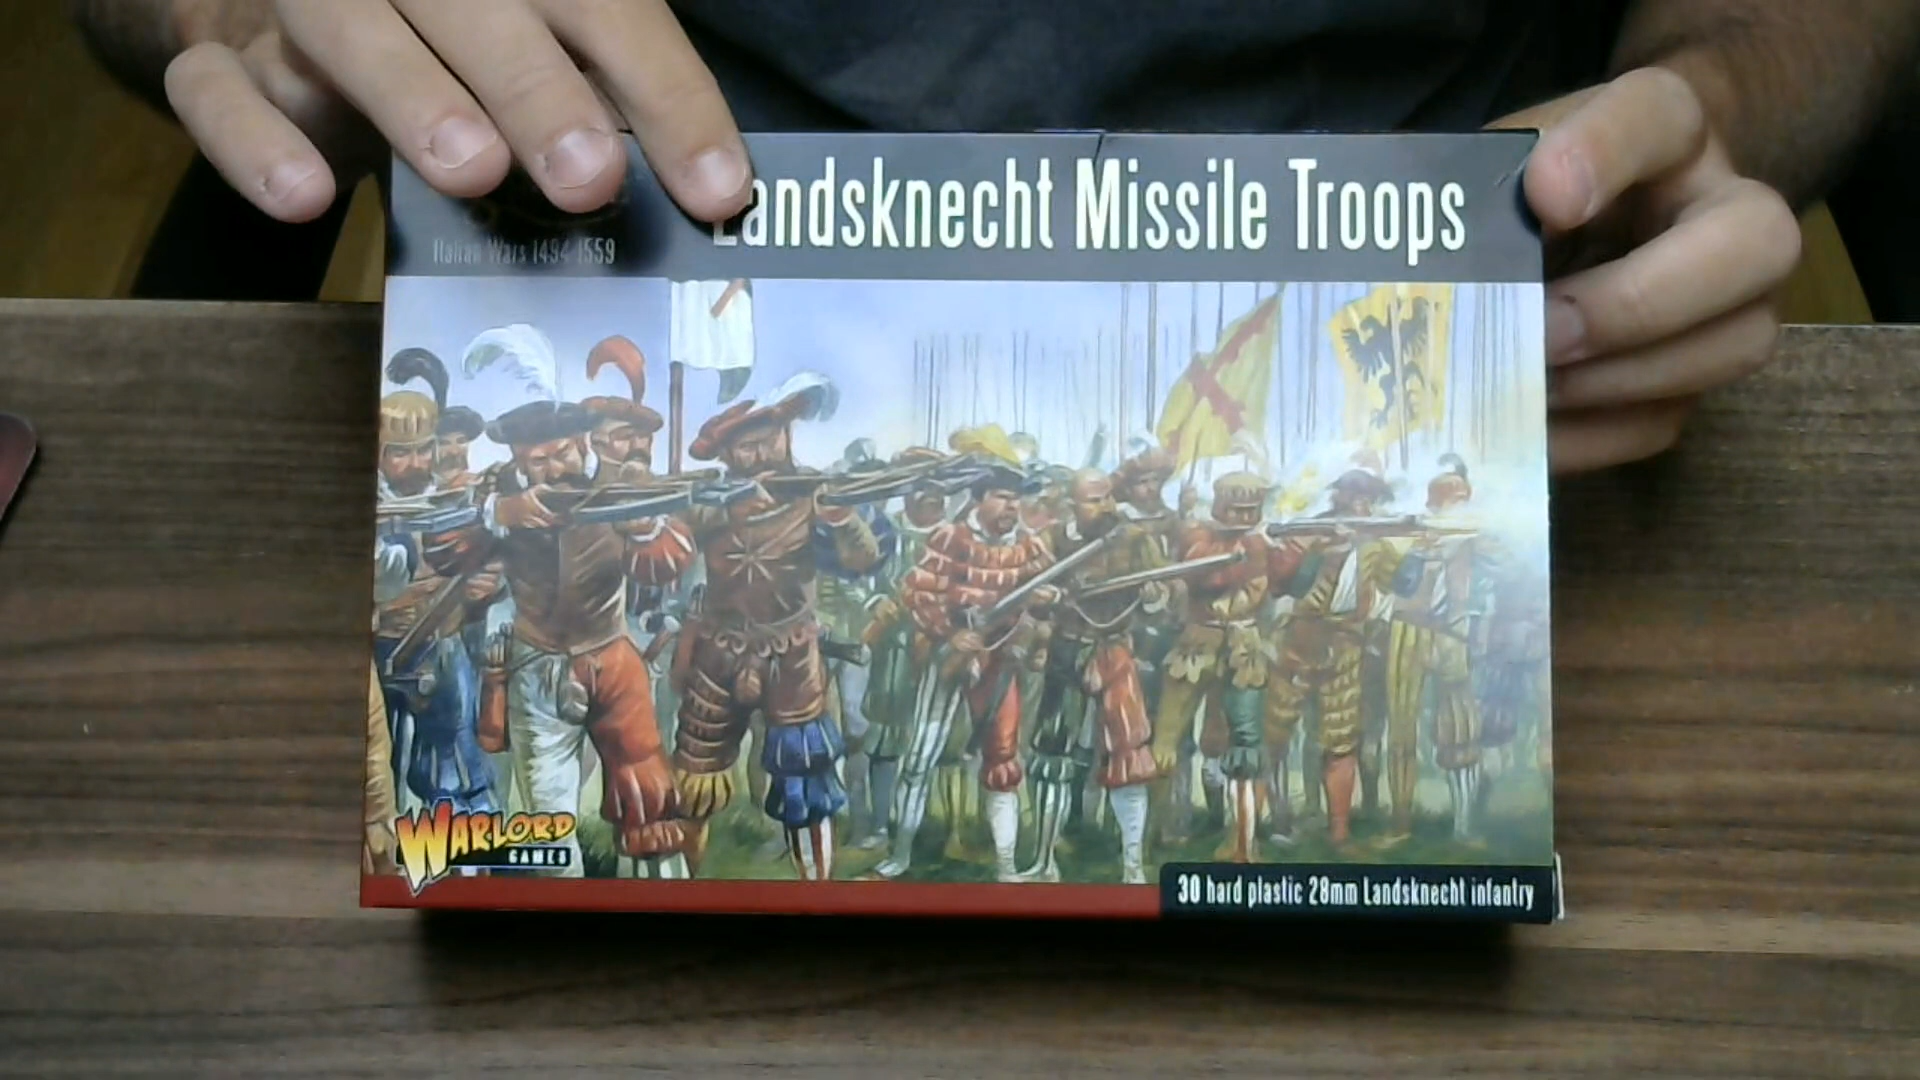 Landsknecht Missile Troops
Italian Wars 1494-1559
WARLORD
GAMES
30 hard plastic 28mm Landsknecht infantry